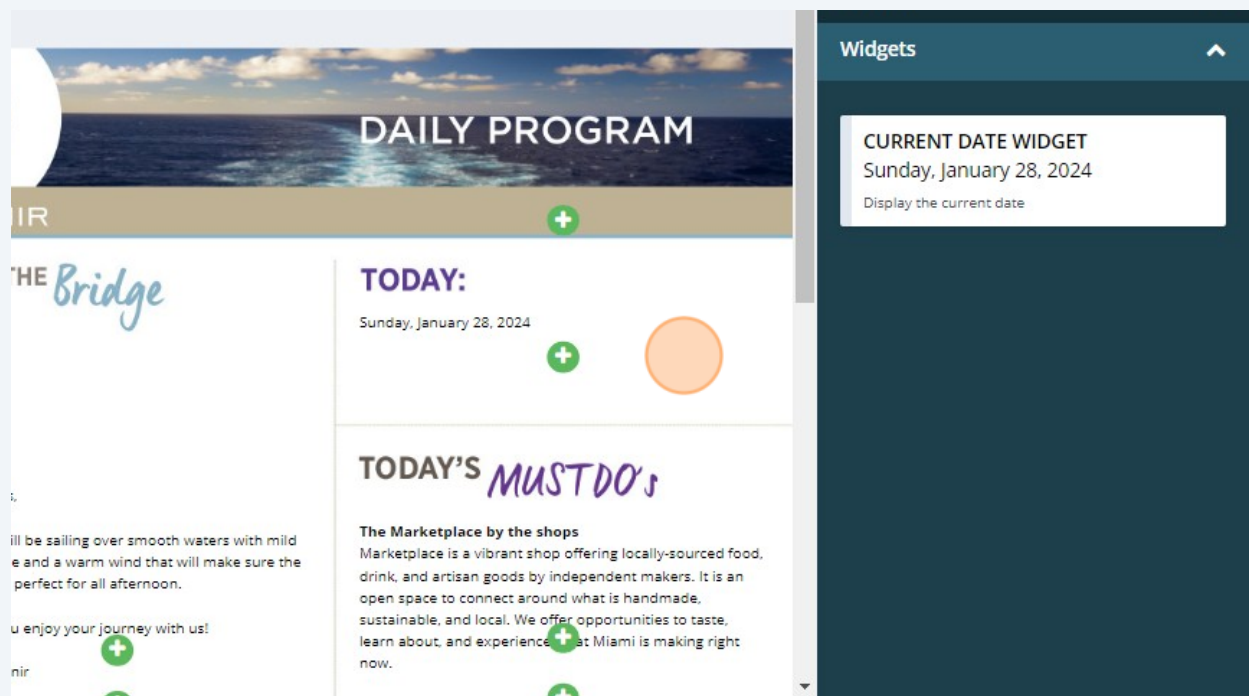 DAILY PROGRAM
NIR
THE Bridge
TODAY:
Sunday, January 28, 2024
TODAY'S MUST DO's
s,
ill be sailing over smooth waters with mild
e and a warm wind that will make sure the
perfect for all afternoon.
u enjoy your journey with us!
nir
The Marketplace by the shops
Marketplace is a vibrant shop offering locally-sourced food,
drink, and artisan goods by independent makers. It is an
open space to connect around what is handmade,
sustainable, and local. We offer opportunities to taste,
learn about, and experience at Miami is making right
now.
Widgets
CURRENT DATE WIDGET
Sunday, January 28, 2024
Display the current date